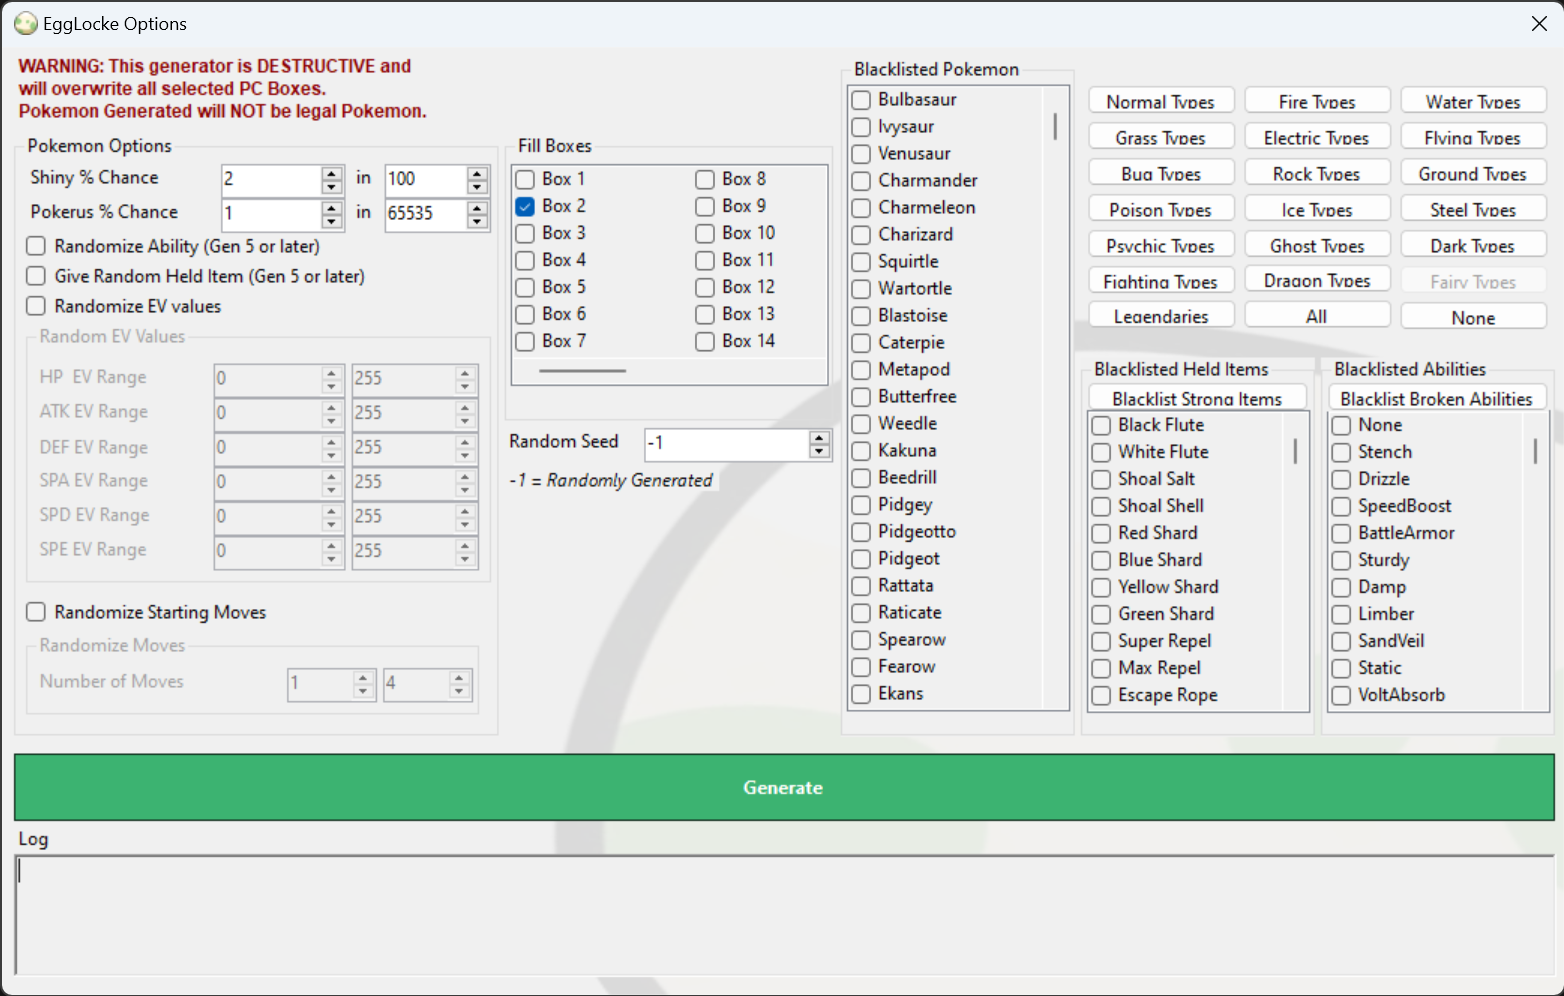 EggLocke Options
WARNING: This generator is DESTRUCTIVE and
will overwrite all selected PC Boxes.
Pokemon Generated will NOT be legal Pokemon.
Pokemon Options
Shiny % Chance 2 in 100
Pokerus % Chance 1 in 65535
Randomize Ability (Gen 5 or later)
Give Random Held Item (Gen 5 or later)
Randomize EV values
Random EV Values
HP EV Range 0 255
ATK EV Range 0 255
DEF EV Range 0 255
SPA EV Range 0 255
SPD EV Range 0 255
SPE EV Range 0 255
Randomize Starting Moves
Randomize Moves
Number of Moves 1 4
Fill Boxes
Box 1 Box 8
Box 2 Box 9
Box 3 Box 10
Box 4 Box 11
Box 5 Box 12
Box 6 Box 13
Box 7 Box 14
Random Seed -1
-1 = Randomly Generated
Blacklisted Pokemon
Bulbasaur
Ivysaur
Venusaur
Charmander
Charmeleon
Charizard
Squirtle
Wartortle
Blastoise
Caterpie
Metapod
Butterfree
Weedle
Kakuna
Beedrill
Pidgey
Pidgeotto
Pidgeot
Rattata
Raticate
Spearow
Fearow
Ekans
Normal Types Fire Types Water Types
Grass Types Electric Types Flying Types
Bug Types Rock Types Ground Types
Poison Types Ice Types Steel Types
Psychic Types Ghost Types Dark Types
Fighting Types Dragon Types Fairy Types
Legendaries All None
Blacklisted Held Items
Blacklist Strong Items
Black Flute
White Flute
Shoal Salt
Shoal Shell
Red Shard
Blue Shard
Yellow Shard
Green Shard
Super Repel
Max Repel
Escape Rope
Blacklisted Abilities
Blacklist Broken Abilities
None
Stench
Drizzle
SpeedBoost
BattleArmor
Sturdy
Damp
Limber
SandVeil
Static
VoltAbsorb
Generate
Log